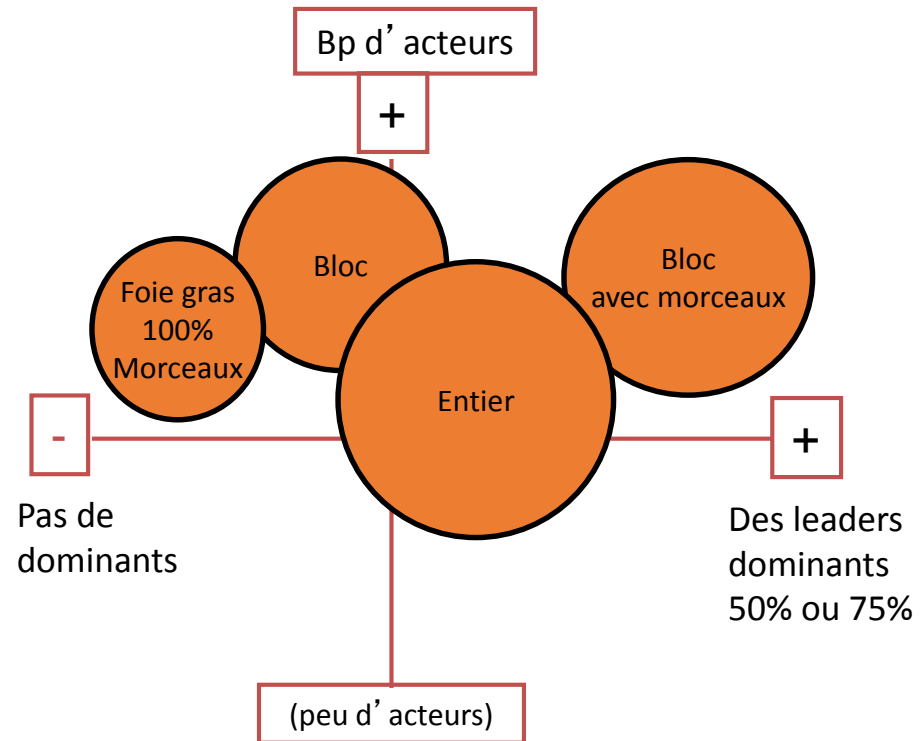 Bp d’ acteurs
+
Bloc
Bloc
avec morceaux
Foie gras
100%
Morceaux
Entier
-
+
Pas de
dominants
Des leaders
dominants
50% ou 75%
(peu d’ acteurs)